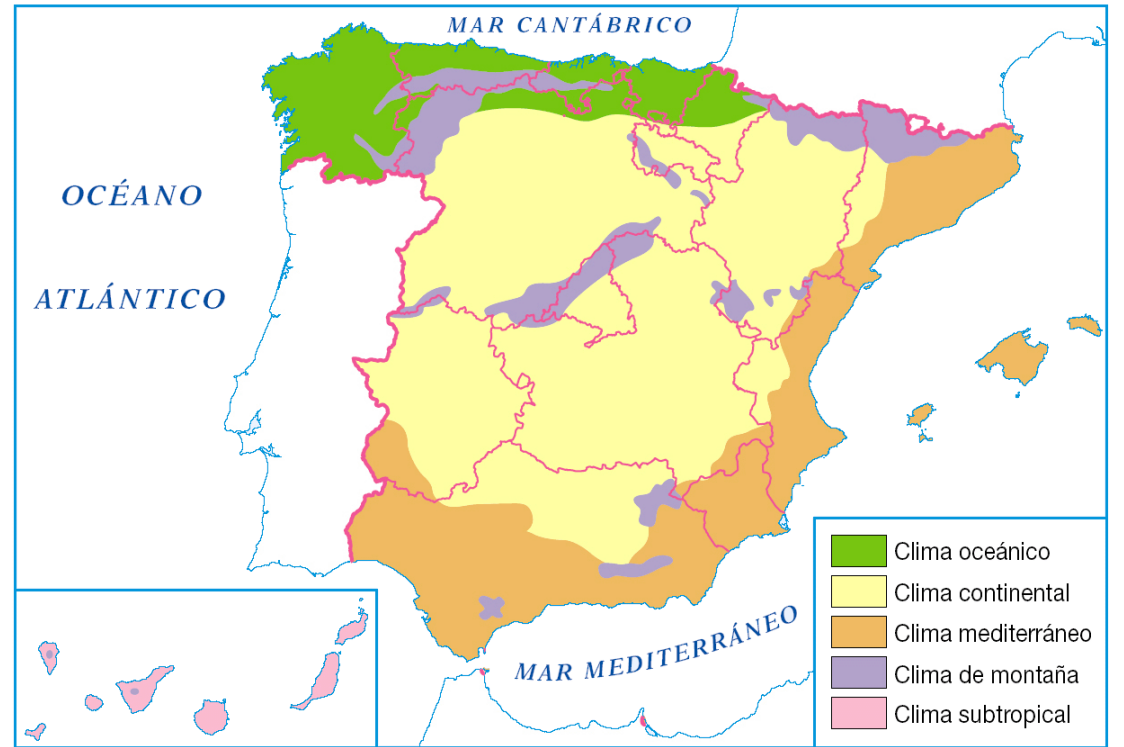 MAR CANTÁBRICO
OCÉANO
ATLÁNTICO
MAR MEDITERRÁNEO
Clima oceánico
Clima continental
Clima mediterráneo
Clima de montaña
Clima subtropical